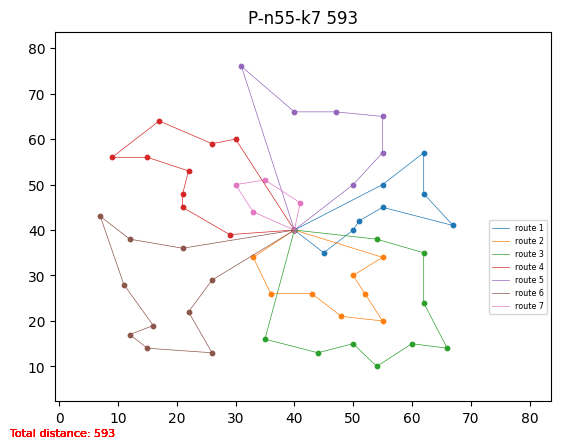 P-n55-k7 593
80
70
60
50
40
30
20
10
0 10 20 30 40 50 60 70 80
route 1
route 2
route 3
route 4
route 5
route 6
route 7
Total distance: 593